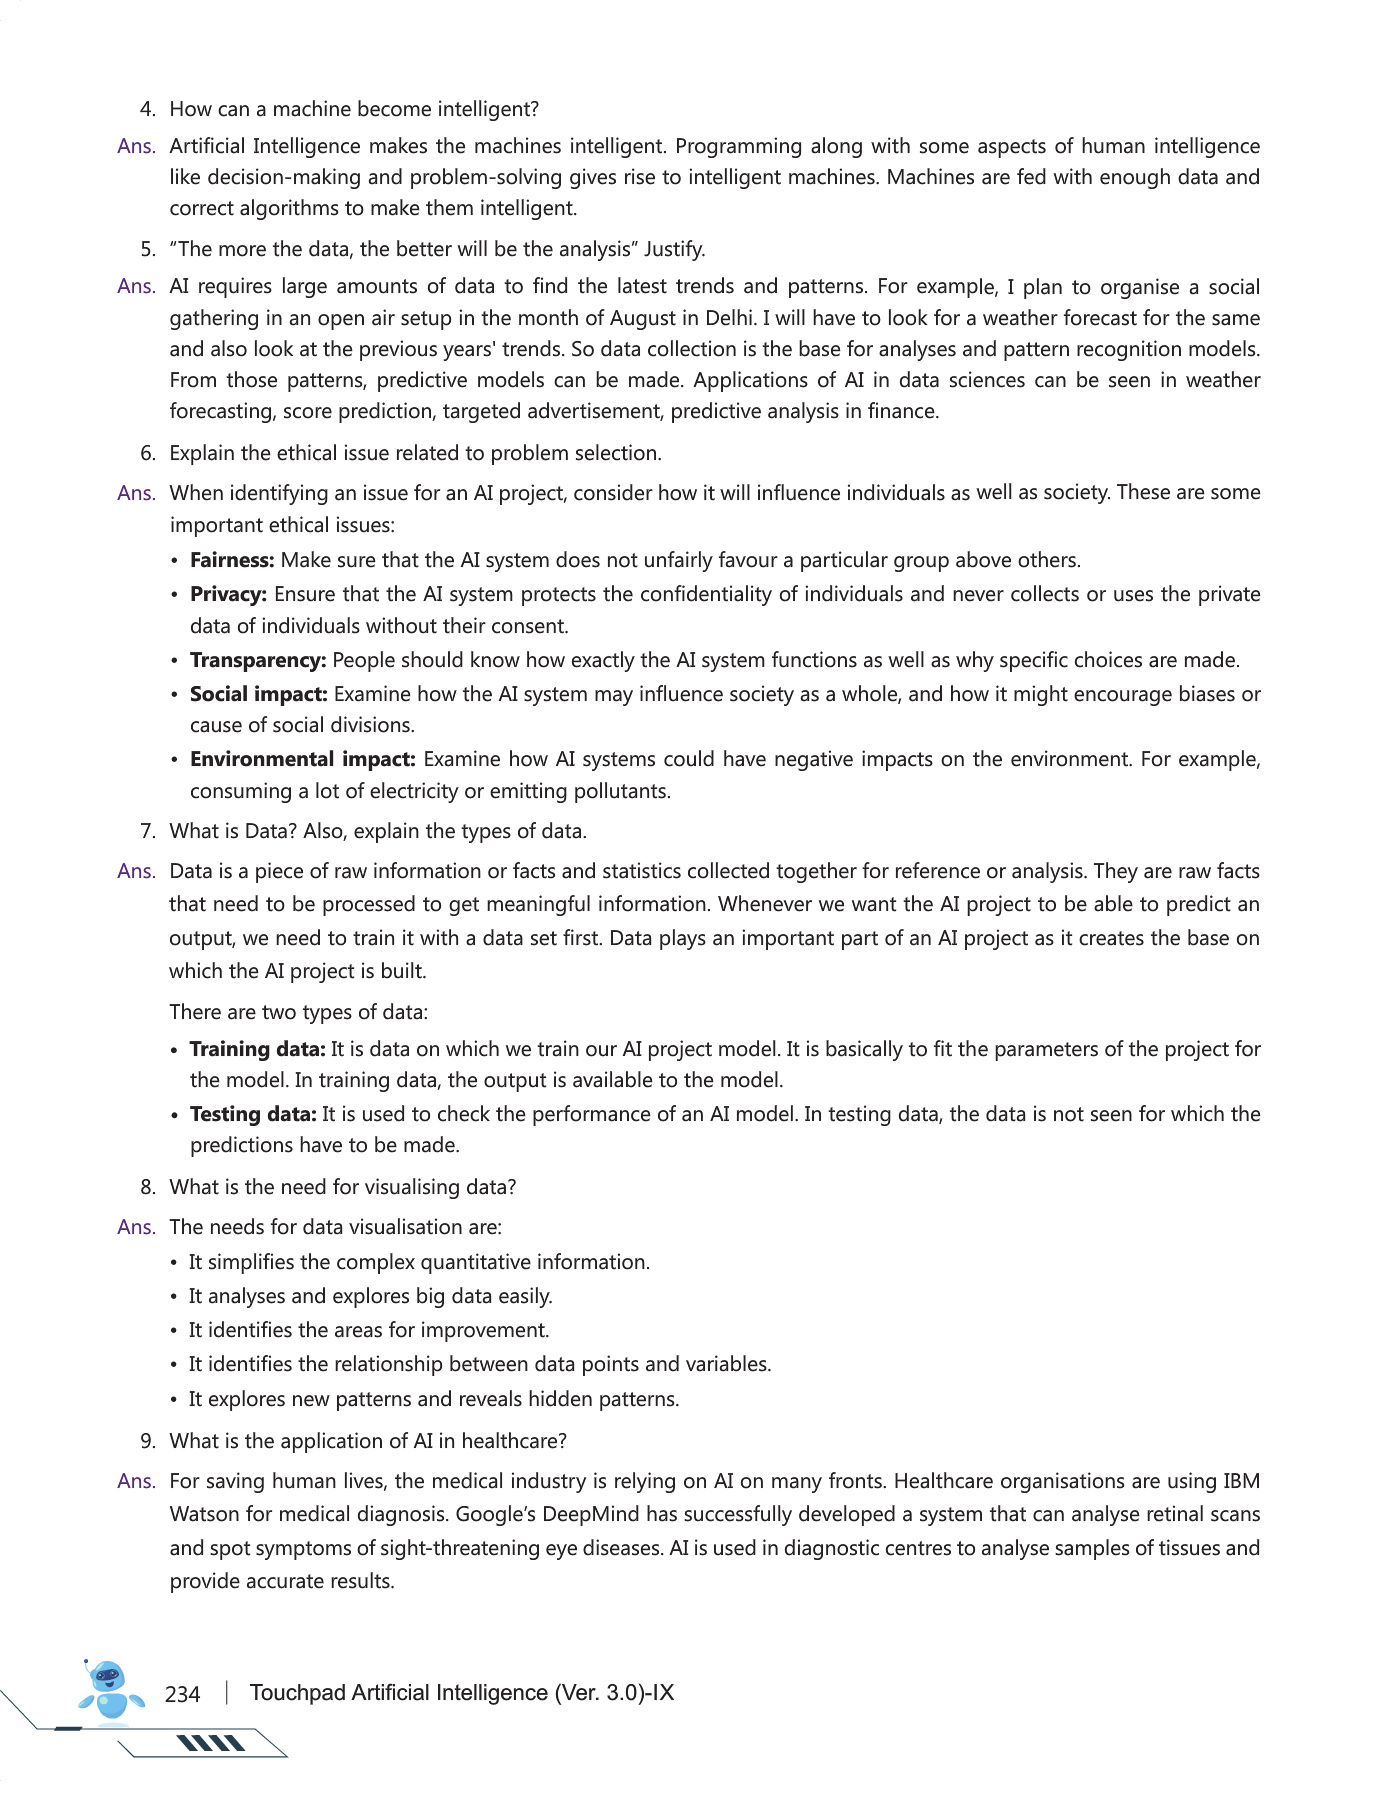 4. How can a machine become intelligent?
Ans. Artificial Intelligence makes the machines intelligent. Programming along with some aspects of human intelligence
like decision-making and problem-solving gives rise to intelligent machines. Machines are fed with enough data and
correct algorithms to make them intelligent.
5. “The more the data, the better will be the analysis” Justify.
Ans. AI requires large amounts of data to find the latest trends and patterns. For example, I plan to organise a social
gathering in an open air setup in the month of August in Delhi. I will have to look for a weather forecast for the same
and also look at the previous years' trends. So data collection is the base for analyses and pattern recognition models.
From those patterns, predictive models can be made. Applications of AI in data sciences can be seen in weather
forecasting, score prediction, targeted advertisement, predictive analysis in finance.
6. Explain the ethical issue related to problem selection.
Ans. When identifying an issue for an AI project, consider how it will influence individuals as well as society. These are some
important ethical issues:
• Fairness: Make sure that the AI system does not unfairly favour a particular group above others.
• Privacy: Ensure that the AI system protects the confidentiality of individuals and never collects or uses the private
data of individuals without their consent.
• Transparency: People should know how exactly the AI system functions as well as why specific choices are made.
• Social impact: Examine how the AI system may influence society as a whole, and how it might encourage biases or
cause of social divisions.
• Environmental impact: Examine how AI systems could have negative impacts on the environment. For example,
consuming a lot of electricity or emitting pollutants.
7. What is Data? Also, explain the types of data.
Ans. Data is a piece of raw information or facts and statistics collected together for reference or analysis. They are raw facts
that need to be processed to get meaningful information. Whenever we want the AI project to be able to predict an
output, we need to train it with a data set first. Data plays an important part of an AI project as it creates the base on
which the AI project is built.
There are two types of data:
• Training data: It is data on which we train our AI project model. It is basically to fit the parameters of the project for
the model. In training data, the output is available to the model.
• Testing data: It is used to check the performance of an AI model. In testing data, the data is not seen for which the
predictions have to be made.
8. What is the need for visualising data?
Ans. The needs for data visualisation are:
• It simplifies the complex quantitative information.
• It analyses and explores big data easily.
• It identifies the areas for improvement.
• It identifies the relationship between data points and variables.
• It explores new patterns and reveals hidden patterns.
9. What is the application of AI in healthcare?
Ans. For saving human lives, the medical industry is relying on AI on many fronts. Healthcare organisations are using IBM
Watson for medical diagnosis. Google’s DeepMind has successfully developed a system that can analyse retinal scans
and spot symptoms of sight-threatening eye diseases. AI is used in diagnostic centres to analyse samples of tissues and
provide accurate results.
234 | Touchpad Artificial Intelligence (Ver. 3.0)-IX